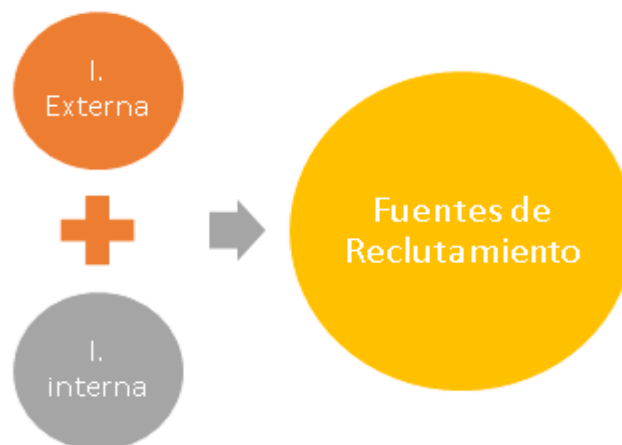 I.
Externa
Fuentes de
Reclutamiento
I.
interna